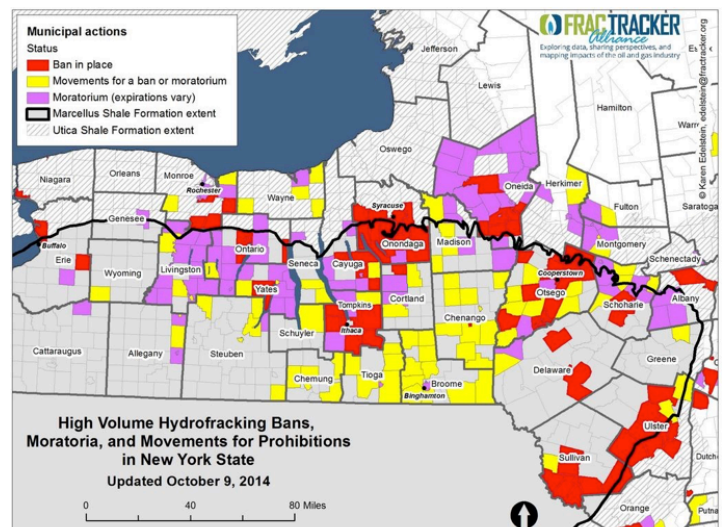 Municipal actions
Status
Ban in place
Movements for a ban or moratorium
Moratorium (expirations vary)
Marcellus Shale Formation extent
Utica Shale Formation extent
FRACTRACKER
Alliance
Exploring data, sharing perspectives, and
mapping impacts of the oil and gas industry
© Karen Edelstein, edelstein@fractracker.org
Jefferson
Lewis
Hamilton
Oswego
Niagara
Orleans
Monroe
Rochester
Wayne
Oneida
Herkimer
Fulton
Saratoga
Syracuse
Genesee
Onondaga
Madison
Montgomery
Schenectady
Buffalo
Erie
Wyoming
Livingston
Ontario
Seneca
Cayuga
Cooperstown
Otsego
Schoharie
Albany
Yates
Cortland
Tompkins
Ithaca
Chenango
Schuyler
Cattaraugus
Allegany
Steuben
Chemung
Tioga
Broome
Binghamton
Delaware
Greene
Ulster
Sullivan
Orange
High Volume Hydrofracking Bans,
Moratoria, and Movements for Prohibitions
in New York State
Updated October 9, 2014
0 40 80 Miles